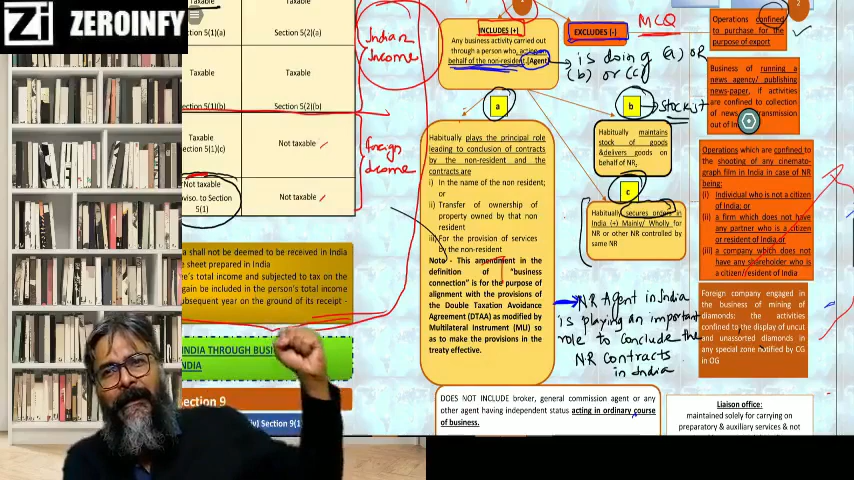 ZEROINFY
Taxable
Section 5(2)(a)
Taxable
Section 5(2)(b)
Taxable
Section 5(1)(c)
Not taxable
Not taxable
5(1)
Not taxable
Indian
Income
foreign
Income
a shall not be deemed to be received in India
e sheet prepared in India
e's total income and subjected to tax on the
gain be included in the person's total income
ubsequent year on the ground of its receipt -
INDIA THROUGH BUSI
NDIA
Section 9
Section 9(1)
INCLUDES (+)
Any business activity carried out
through a person who, acting on
behalf of the non-resident (Agent)
EXCLUDES (-)
MCQ
2
is doing (a) OR
(b) or (c)
a
b
Stockist
c
Habitually plays the principal role
leading to conclusion of contracts
by the non-resident and the
contracts are
i) In the name of the non resident;
or
ii) Transfer of ownership of
property owned by that non
resident
iii) For the provision of services
by the non-resident
Note - This amendment in the
definition of "business
connection" is for the purpose of
alignment with the provisions of
the Double Taxation Avoidance
Agreement (DTAA) as modified by
Multilateral Instrument (MU) so
as to make the provisions in the
treaty effective.
Habitually maintains
stock of goods
&delivers goods on
behalf of NR,
Habitually secures orders in
India (+) Mainly/ Wholly for
NR or other NR controlled by
same NR
NR Agent in India
is playing an important
role to conclude the
NR Contracts
in India
Operations confined
to purchase for the
purpose of export
Business of running a
news agency/ publishing
news-paper, if activities
are confined to collection
of news transmission
out of In
Operations which are confined to
the shooting of any cinemato-
graph film in India in case of NR
being:
(i) Individual who is not a citizen
of India; or
(ii) a firm which does not have
any partner who is a citizen
or resident of India,or
(iii) a company which does not
have any shareholder who is
a citizen//resident of India
Foreign company engaged in
the business of mining of
diamonds: the activities
confined to the display of uncut
and unassorted diamonds in
any special zone notified by CG
in OG
DOES NOT INCLUDE broker, general commission agent or any
other agent having independent status acting in ordinary course
of business.
Liaison office:
maintained solely for carrying on
preparatory & auxiliary services & not